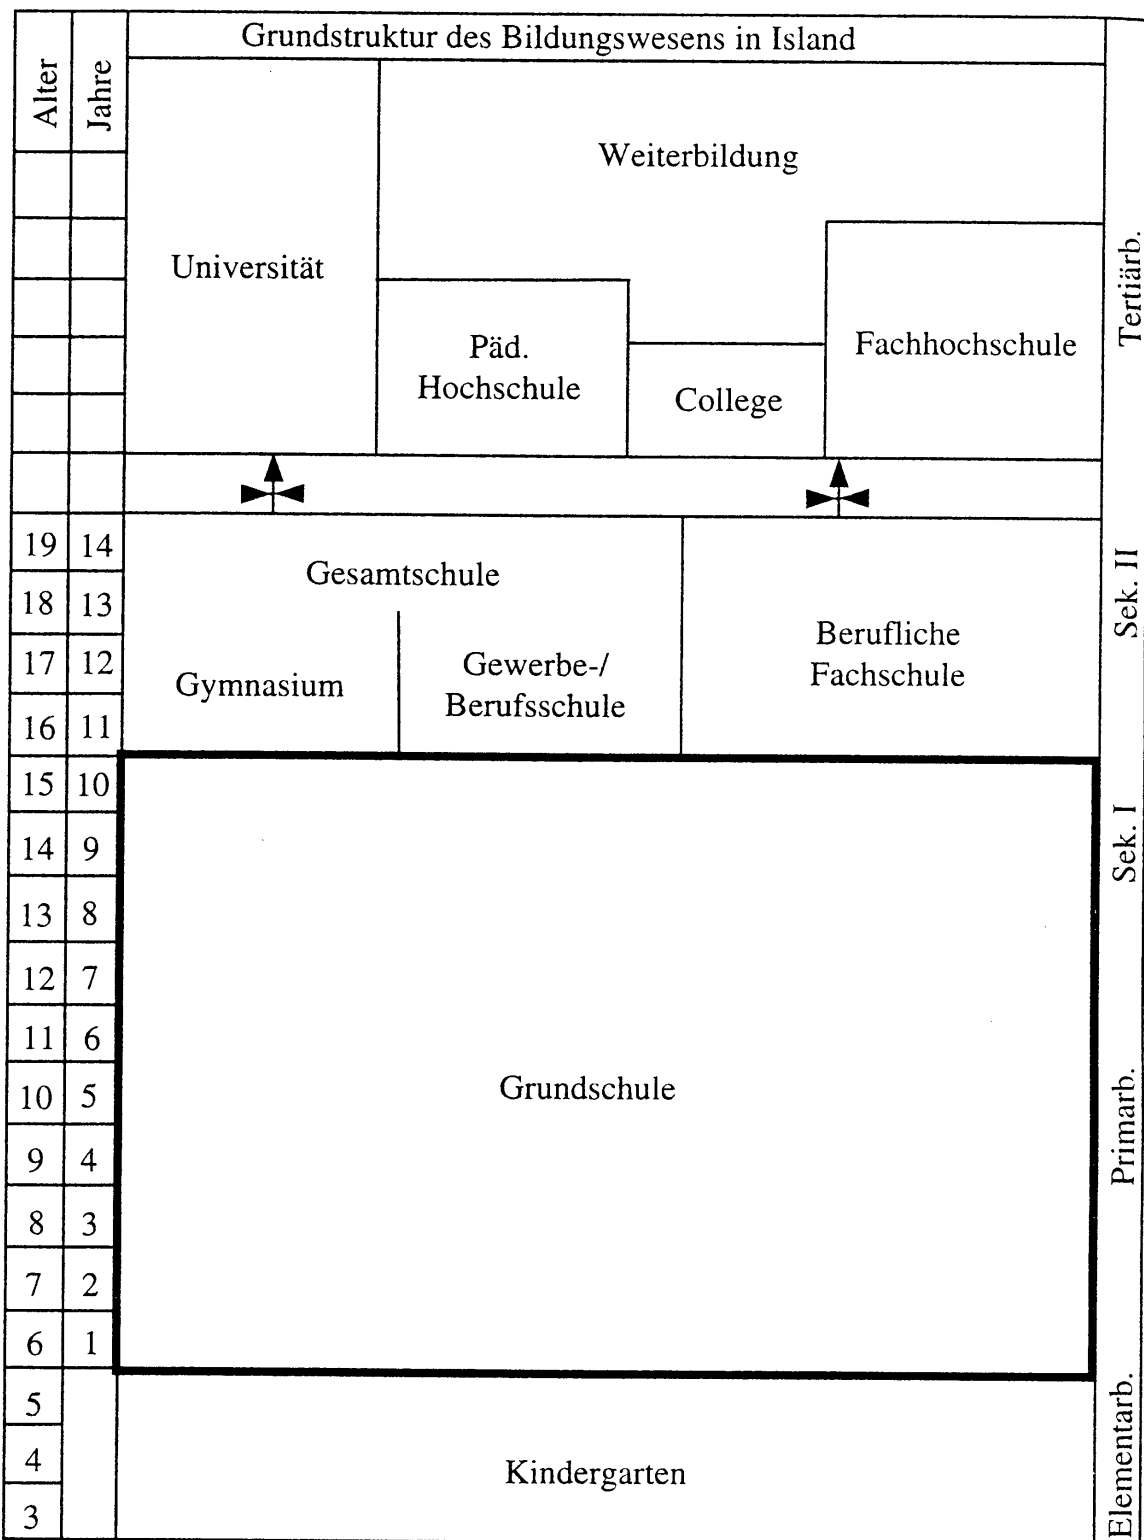 Grundstruktur des Bildungswesens in Island
Alter
Jahre
Weiterbildung
Universität
Tertiärb.
Päd.
Hochschule
Fachhochschule
College
19 14
Gesamtschule
Sek. II
18 13
Berufliche
Fachschule
17 12
Gymnasium
Gewerbe-/
Berufsschule
16 11
15 10
Sek. I
14 9
13 8
12 7
11 6
10 5
Grundschule
Primarb.
9 4
8 3
7 2
6 1
5
Elementarb.
4
Kindergarten
3